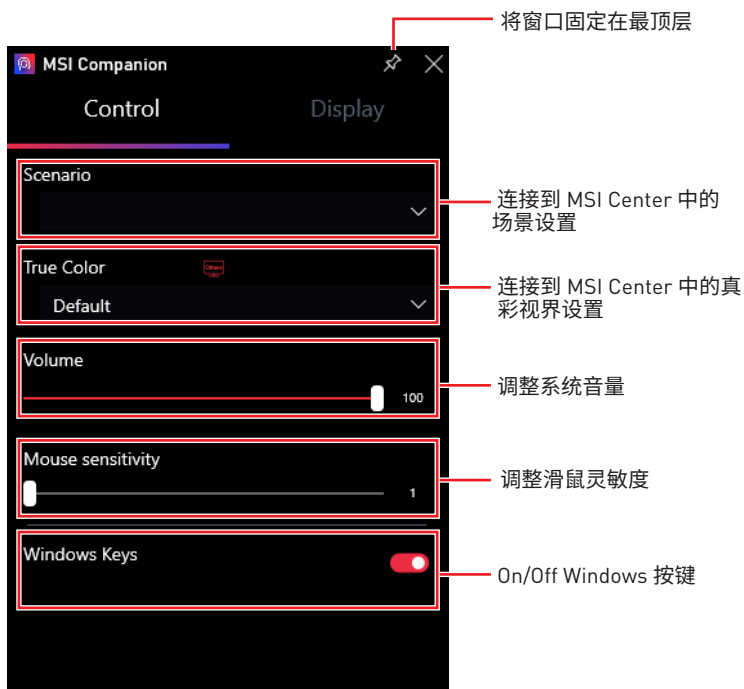 将窗口固定在最顶层
MSI Companion
Control
Display
Scenario
连接到 MSI Center 中的
场景设置
True Color
Others
Default
连接到 MSI Center 中的真
彩视界设置
Volume
100
调整系统音量
Mouse sensitivity
1
调整滑鼠灵敏度
Windows Keys
On/Off Windows 按键